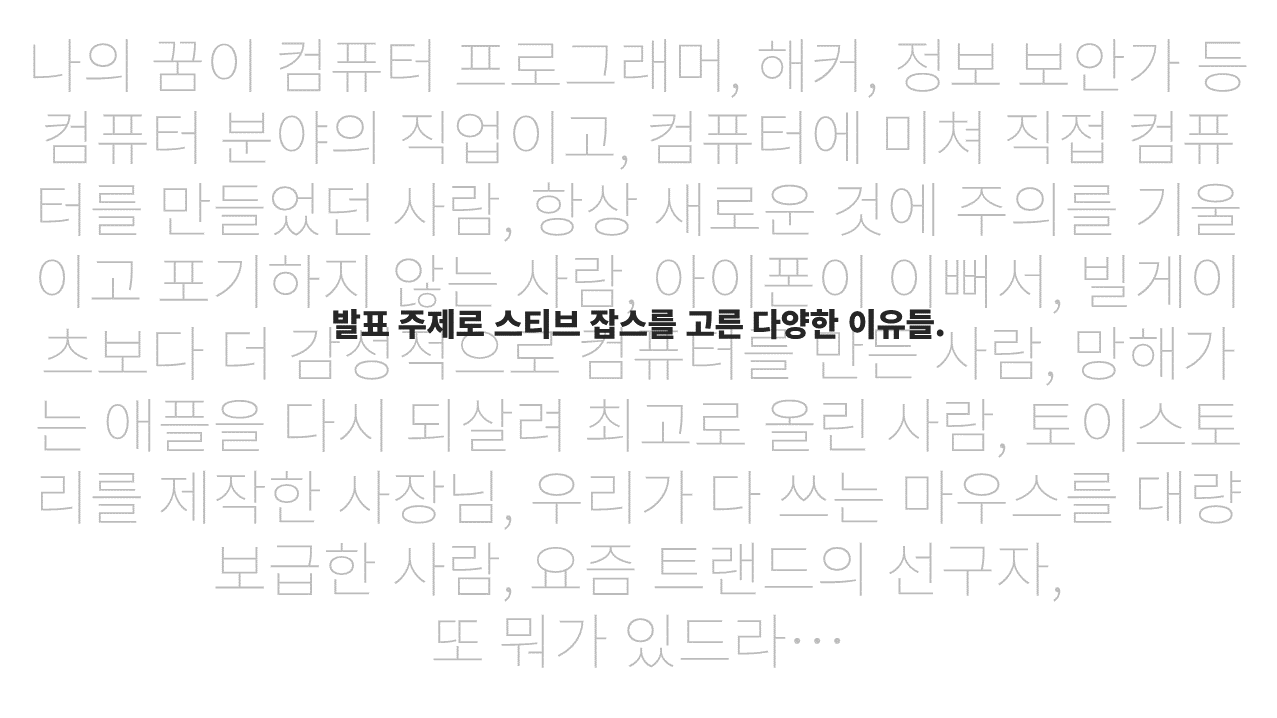 나의 꿈이 컴퓨터 프로그래머, 해커, 정보 보안가 등
컴퓨터 분야의 직업이고, 컴퓨터에 미쳐 직접 컴퓨
터를 만들었던 사람, 항상 새로운 것에 주의를 기울
이고 포기하지 않는 사람, 아이폰이 이뻐서, 빌게이
발표 주제로 스티브 잡스를 고른 다양한 이유들.
츠보다 더 감성적으로 컴퓨터를 만든 사람, 망해가
는 애플을 다시 되살려 최고로 올린 사람, 토이스토
리를 제작한 사장님, 우리가 다 쓰는 마우스를 대량
보급한 사람, 요즘 트랜드의 선구자,
또 뭐가 있드라…